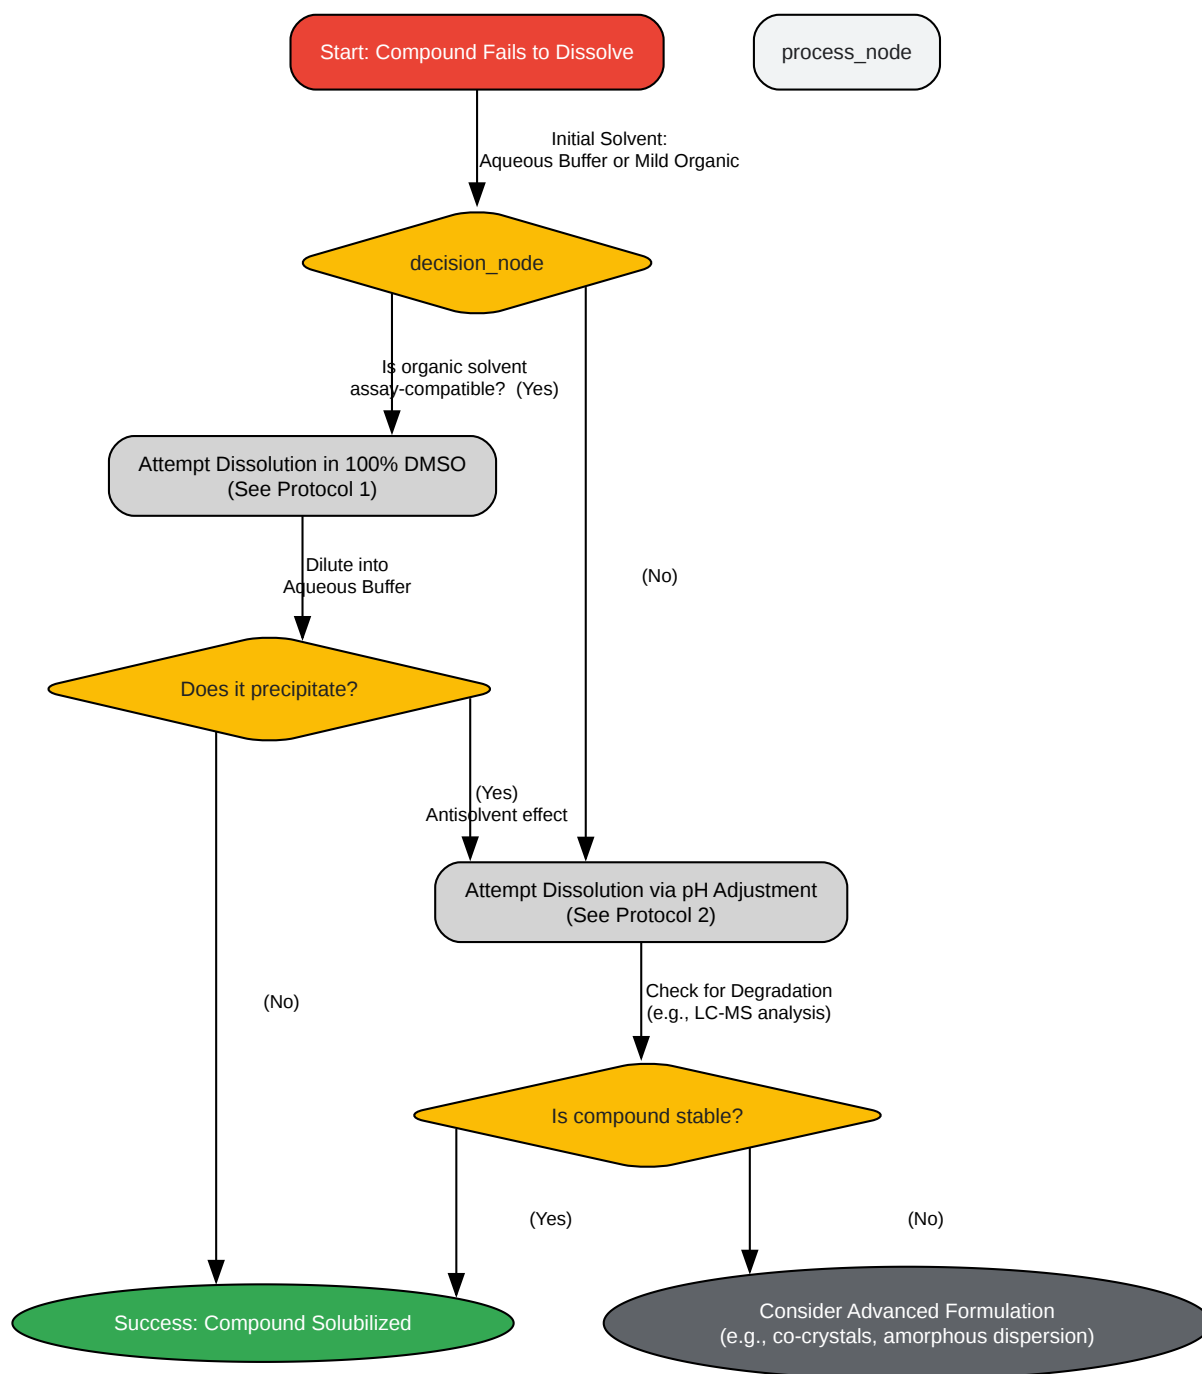 Start: Compound Fails to Dissolve
process_node
Initial Solvent:
Aqueous Buffer or Mild Organic
decision_node
Is organic solvent
assay-compatible?  (Yes)
Attempt Dissolution in 100% DMSO
(See Protocol 1)
Dilute into
Aqueous Buffer
(No)
Does it precipitate?
(Yes)
Antisolvent effect
Attempt Dissolution via pH Adjustment
(See Protocol 2)
(No)
Check for Degradation
(e.g., LC-MS analysis)
Is compound stable?
(Yes)
(No)
Success: Compound Solubilized
Consider Advanced Formulation
(e.g., co-crystals, amorphous dispersion)